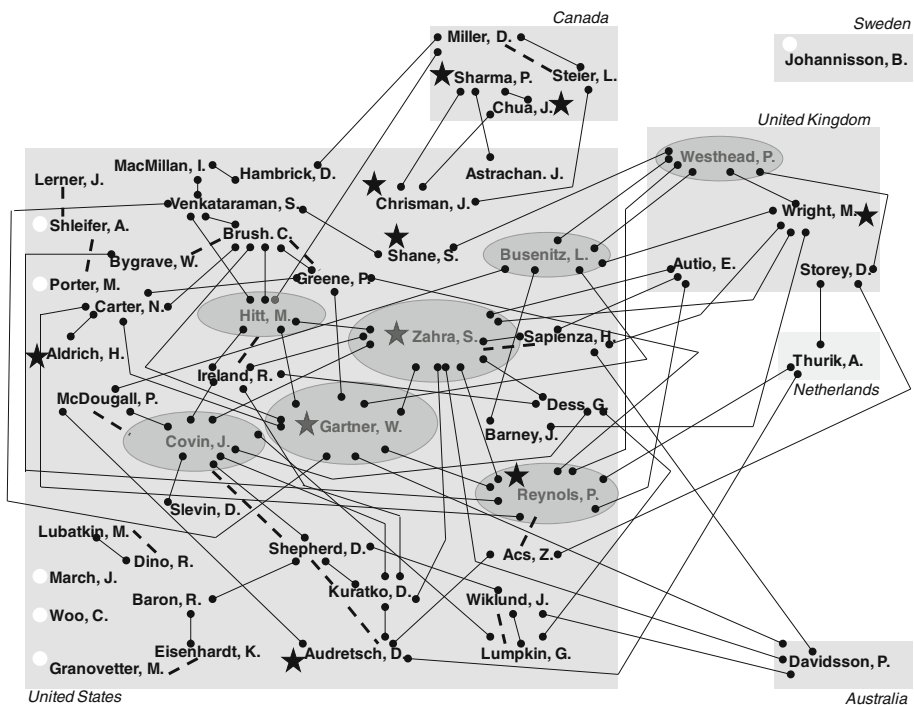 Canada
Sweden
Miller, D.
Johannisson, B.
Sharma, P.
Steier, L.
Chua, J.
United Kingdom
Westhead, P.
MacMillan, I.
Hambrick, D.
Astrachan. J.
Lerner, J.
Venkataraman, S.
Chrisman, J.
Wright, M.
Shleifer, A.
Brush. C.
Shane, S.
Busenitz, L.
Bygrave, W.
Autio, E.
Storey, D.
Porter, M.
Greene, P.
Carter, N.
Hitt, M.
Zahra, S.
Sapienza, H.
Aldrich, H.
Thurik, A.
Ireland, R.
Netherlands
McDougall, P.
Dess, G.
Gartner, W.
Barney, J.
Covin, J.
Reynols, P.
Slevin, D.
Lubatkin, M.
Shepherd, D.
Acs, Z.
Dino, R.
March, J.
Baron, R.
Kuratko, D.
Wiklund, J.
Woo, C.
Eisenhardt, K.
Audretsch, D.
Lumpkin, G.
Granovetter, M.
Davidsson, P.
United States
Australia